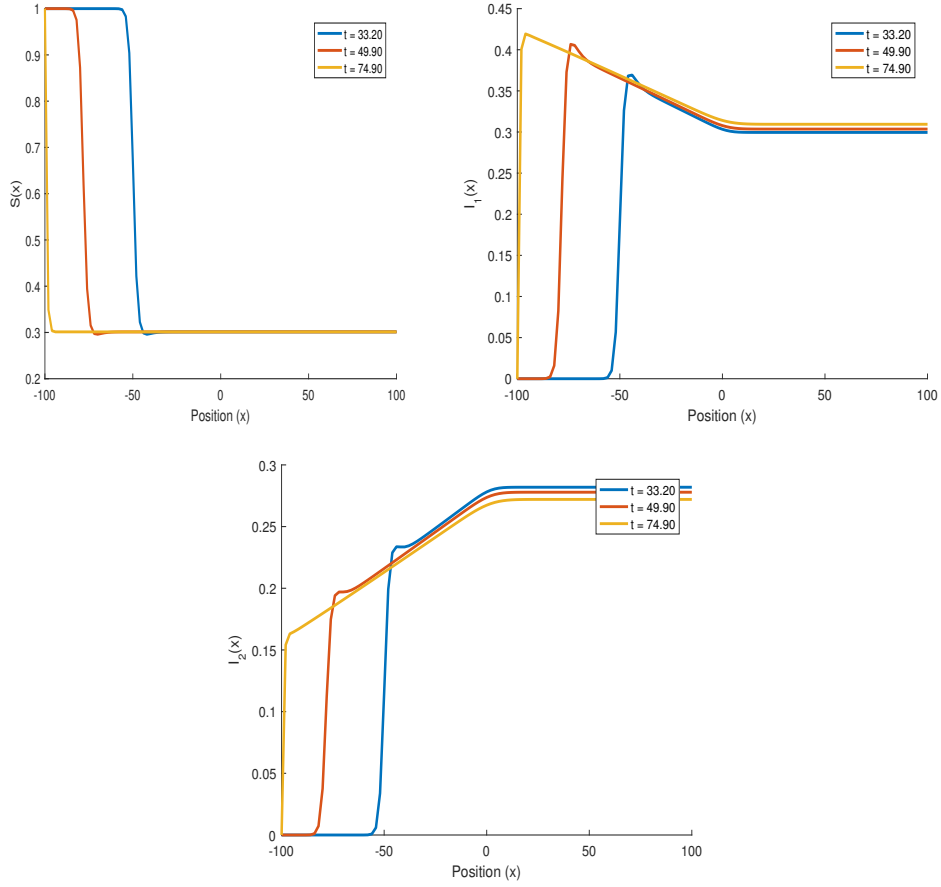 1
0.9
0.8
0.7
0.6
0.5
0.4
0.3
0.2
-100
-50
0
50
100
S(x)
Position (x)
t = 33.20
t = 49.90
t = 74.90
0.45
0.4
0.35
0.3
0.25
0.2
0.15
0.1
0.05
0
-100
-50
0
50
100
I1(x)
Position (x)
t = 33.20
t = 49.90
t = 74.90
0.3
0.25
0.2
0.15
0.1
0.05
0
-100
-50
0
50
100
I2(x)
Position (x)
t = 33.20
t = 49.90
t = 74.90